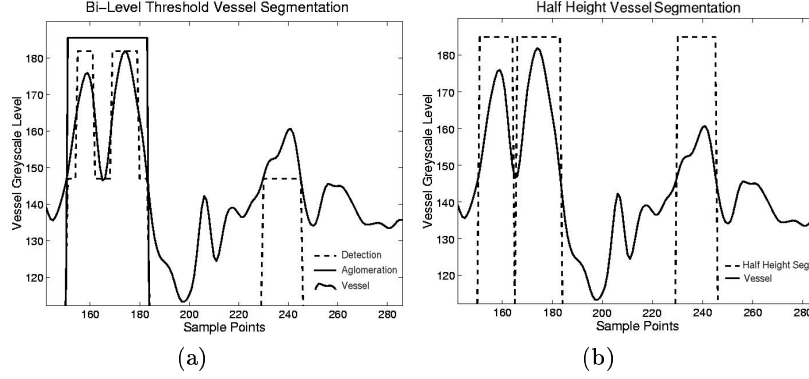 Bi-Level Threshold Vessel Segmentation
Vessel Greyscale Level
180
170
160
150
140
130
120
Detection
Aglomeration
Vessel
160 180 200 220 240 260 280
Sample Points
(a)
Half Height Vessel Segmentation
Vessel Greyscale Level
180
170
160
150
140
130
120
Half Height Seg
Vessel
160 180 200 220 240 260 280
Sample Points
(b)